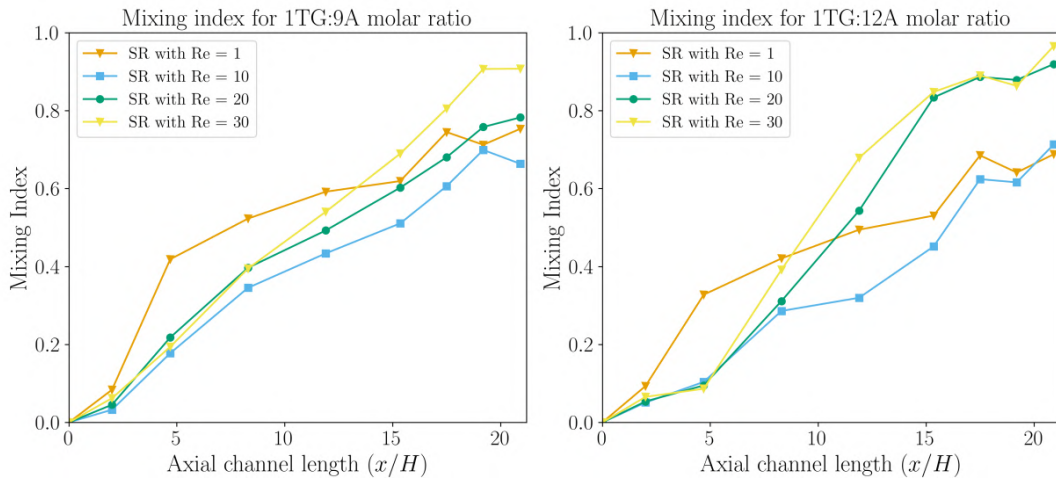 Mixing index for 1TG:9A molar ratio
1.0
0.8
0.6
0.4
0.2
0.0
Mixing Index
SR with Re = 1
SR with Re = 10
SR with Re = 20
SR with Re = 30
0
5
10
15
20
Axial channel length (x/H)
Mixing index for 1TG:12A molar ratio
1.0
0.8
0.6
0.4
0.2
0.0
Mixing Index
SR with Re = 1
SR with Re = 10
SR with Re = 20
SR with Re = 30
0
5
10
15
20
Axial channel length (x/H)